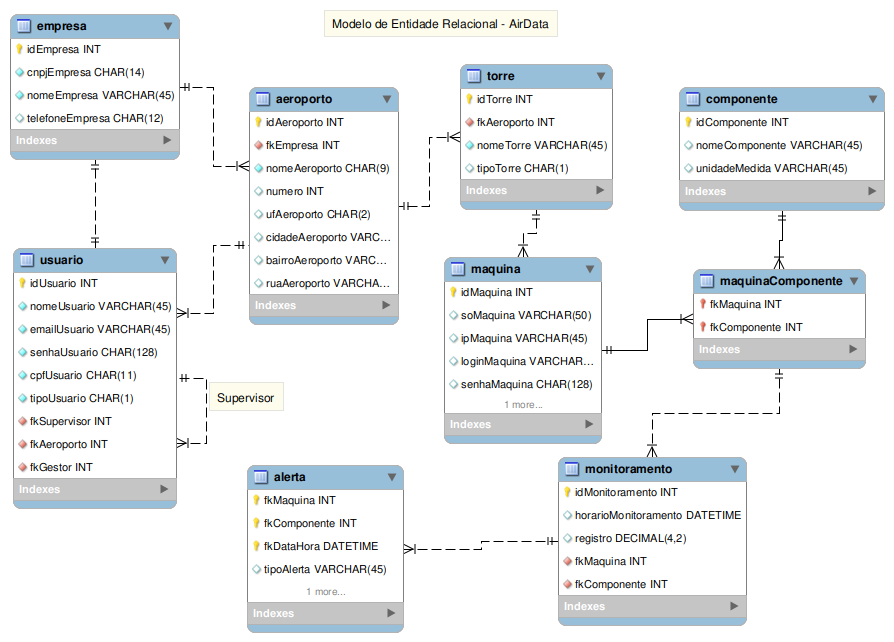 Modelo de Entidade Relacional - AirData
empresa
idEmpresa INT
cnpjEmpresa CHAR(14)
nomeEmpresa VARCHAR(45)
telefoneEmpresa CHAR(12)
Indexes
aeroporto
idAeroporto INT
fkEmpresa INT
nomeAeroporto CHAR(9)
numero INT
ufAeroporto CHAR(2)
cidadeAeroporto VARC...
bairroAeroporto VARC...
ruaAeroporto VARCHA...
Indexes
torre
idTorre INT
fkAeroporto INT
nomeTorre VARCHAR(45)
tipoTorre CHAR(1)
Indexes
componente
idComponente INT
nomeComponente VARCHAR(45)
unidadeMedida VARCHAR(45)
Indexes
usuario
idUsuario INT
nomeUsuario VARCHAR(45)
emailUsuario VARCHAR(45)
senhaUsuario CHAR(128)
cpfUsuario CHAR(11)
tipoUsuario CHAR(1)
fkSupervisor INT
fkAeroporto INT
fkGestor INT
Indexes
Supervisor
maquina
idMaquina INT
soMaquina VARCHAR(50)
ipMaquina VARCHAR(45)
loginMaquina VARCHAR...
senhaMaquina CHAR(128)
1 more...
Indexes
maquinaComponente
fkMaquina INT
fkComponente INT
Indexes
alerta
fkMaquina INT
fkComponente INT
fkDataHora DATETIME
tipoAlerta VARCHAR(45)
1 more...
Indexes
monitoramento
idMonitoramento INT
horarioMonitoramento DATETIME
registro DECIMAL(4,2)
fkMaquina INT
fkComponente INT
Indexes